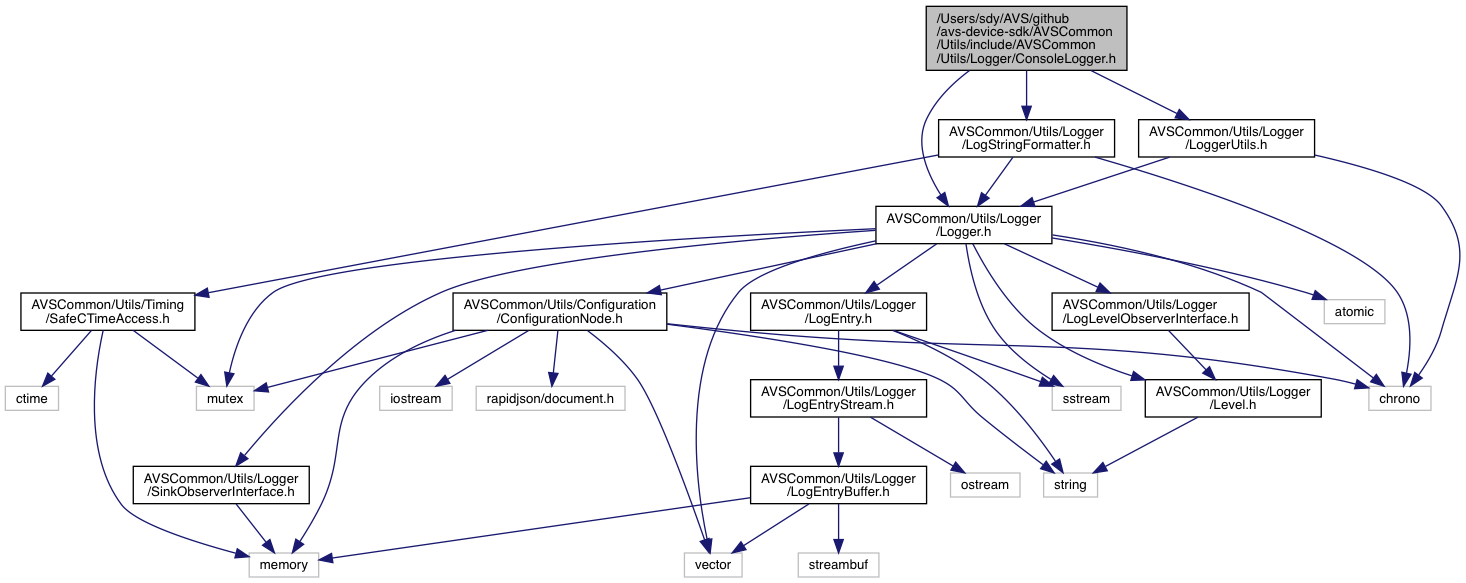 /Users/sdy/AVS/github
/avs-device-sdk/AVSCommon
/Utils/include/AVSCommon
/Utils/Logger/ConsoleLogger.h
AVSCommon/Utils/Logger
/LogStringFormatter.h
AVSCommon/Utils/Logger
/LoggerUtils.h
AVSCommon/Utils/Logger
/Logger.h
AVSCommon/Utils/Timing
/SafeCTimeAccess.h
AVSCommon/Utils/Configuration
/ConfigurationNode.h
AVSCommon/Utils/Logger
/LogEntry.h
AVSCommon/Utils/Logger
/LogLevelObserverInterface.h
atomic
ctime
mutex
iostream
rapidjson/document.h
AVSCommon/Utils/Logger
/LogEntryStream.h
sstream
AVSCommon/Utils/Logger
/Level.h
chrono
AVSCommon/Utils/Logger
/SinkObserverInterface.h
AVSCommon/Utils/Logger
/LogEntryBuffer.h
ostream
string
memory
vector
streambuf